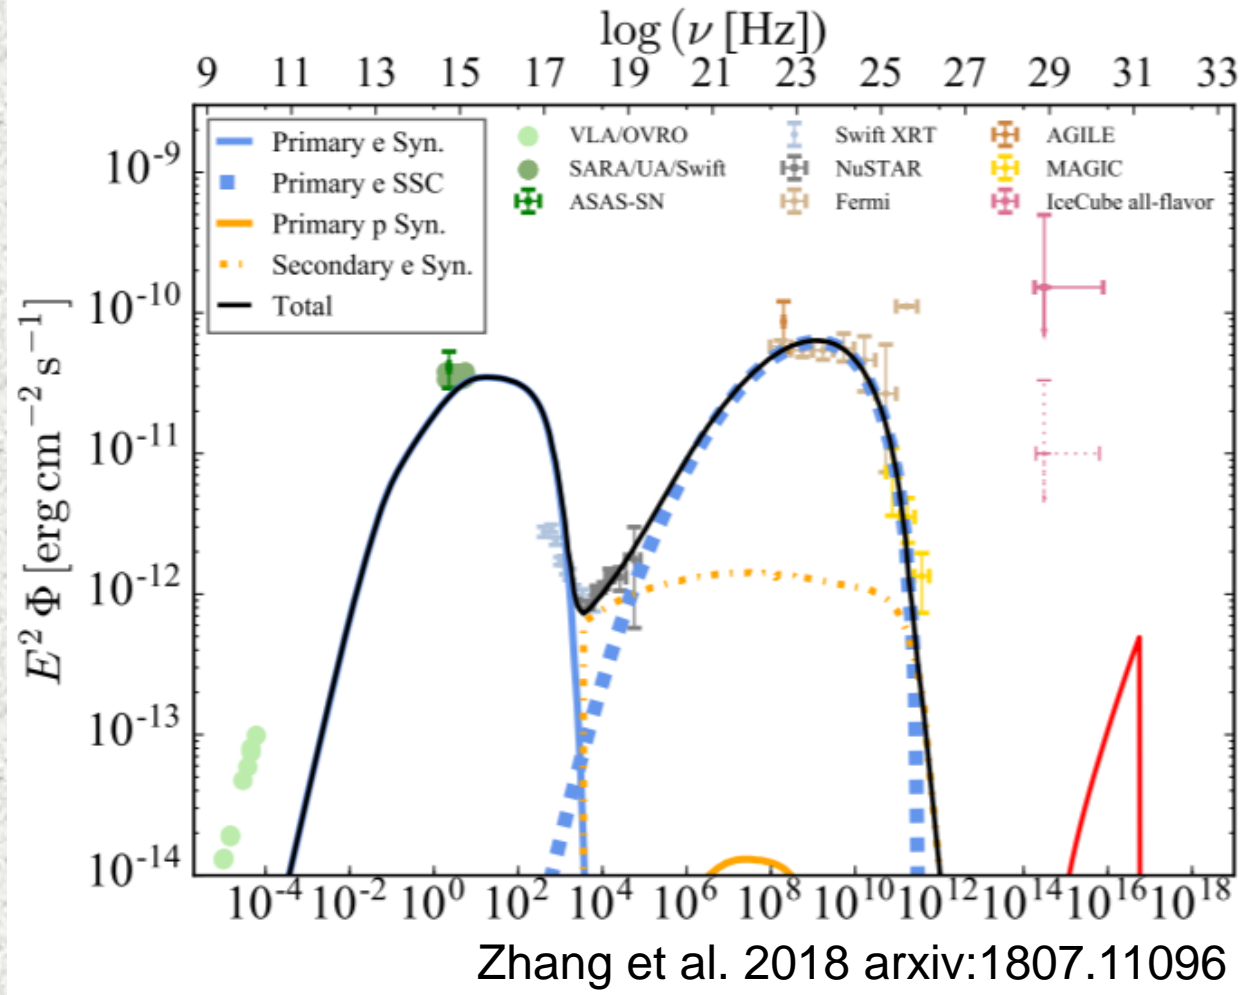 log (ν [Hz])
9 11 13 15 17 19 21 23 25 27 29 31 33
Primary e Syn.
Primary e SSC
Primary p Syn.
Secondary e Syn.
Total
VLA/OVRO
SARA/UA/Swift
ASAS-SN
Swift XRT
NuSTAR
Fermi
AGILE
MAGIC
IceCube all-flavor
E² Φ [erg cm⁻² s⁻¹]
10⁻⁹
10⁻¹⁰
10⁻¹¹
10⁻¹²
10⁻¹³
10⁻¹⁴
10⁻⁴ 10⁻² 10⁰ 10² 10⁴ 10⁶ 10⁸ 10¹⁰ 10¹² 10¹⁴ 10¹⁶ 10¹⁸
Zhang et al. 2018 arxiv:1807.11096